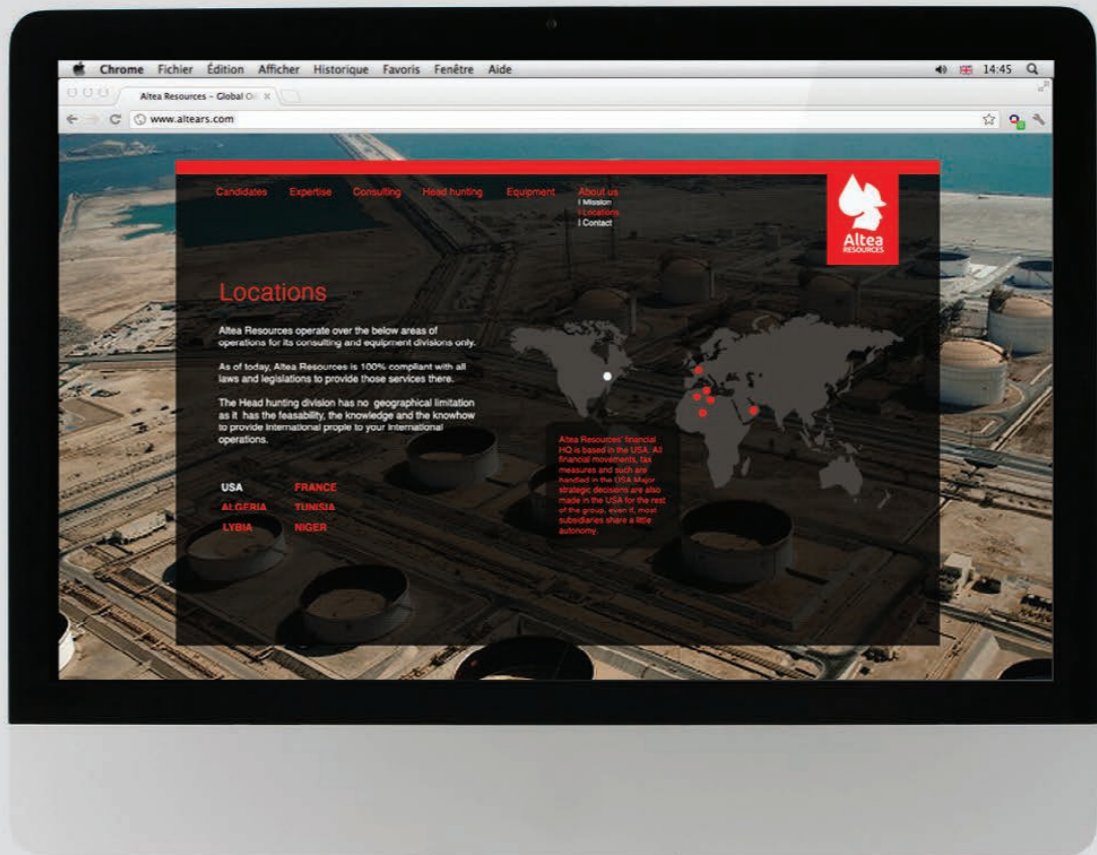 Chrome Fichier Édition Afficher Historique Favoris Fenêtre Aide 14:45
Altea Resources – Global Oi
www.altears.com
Candidates Expertise Consulting Head hunting Equipment About us
| Mission
| Locations
| Contact
Altea
RESOURCES
Locations
Altea Resources operate over the below areas of
operations for its consulting and equipment divisions only.
As of today, Altea Resources is 100% compliant with all
laws and legislations to provide those services there.
The Head hunting division has no geographical limitation
as it has the feasability, the knowledge and the knowhow
to provide International prople to your International
operations.
USA FRANCE
ALGERIA TUNISIA
LYBIA NIGER
Altea Resources' financial
HQ is based in the USA. All
financial movements, tax
measures and such are
handled in the USA Major
strategic decisions are also
made in the USA for the rest
of the group, even if, most
subsidiaries share a little
autonomy.